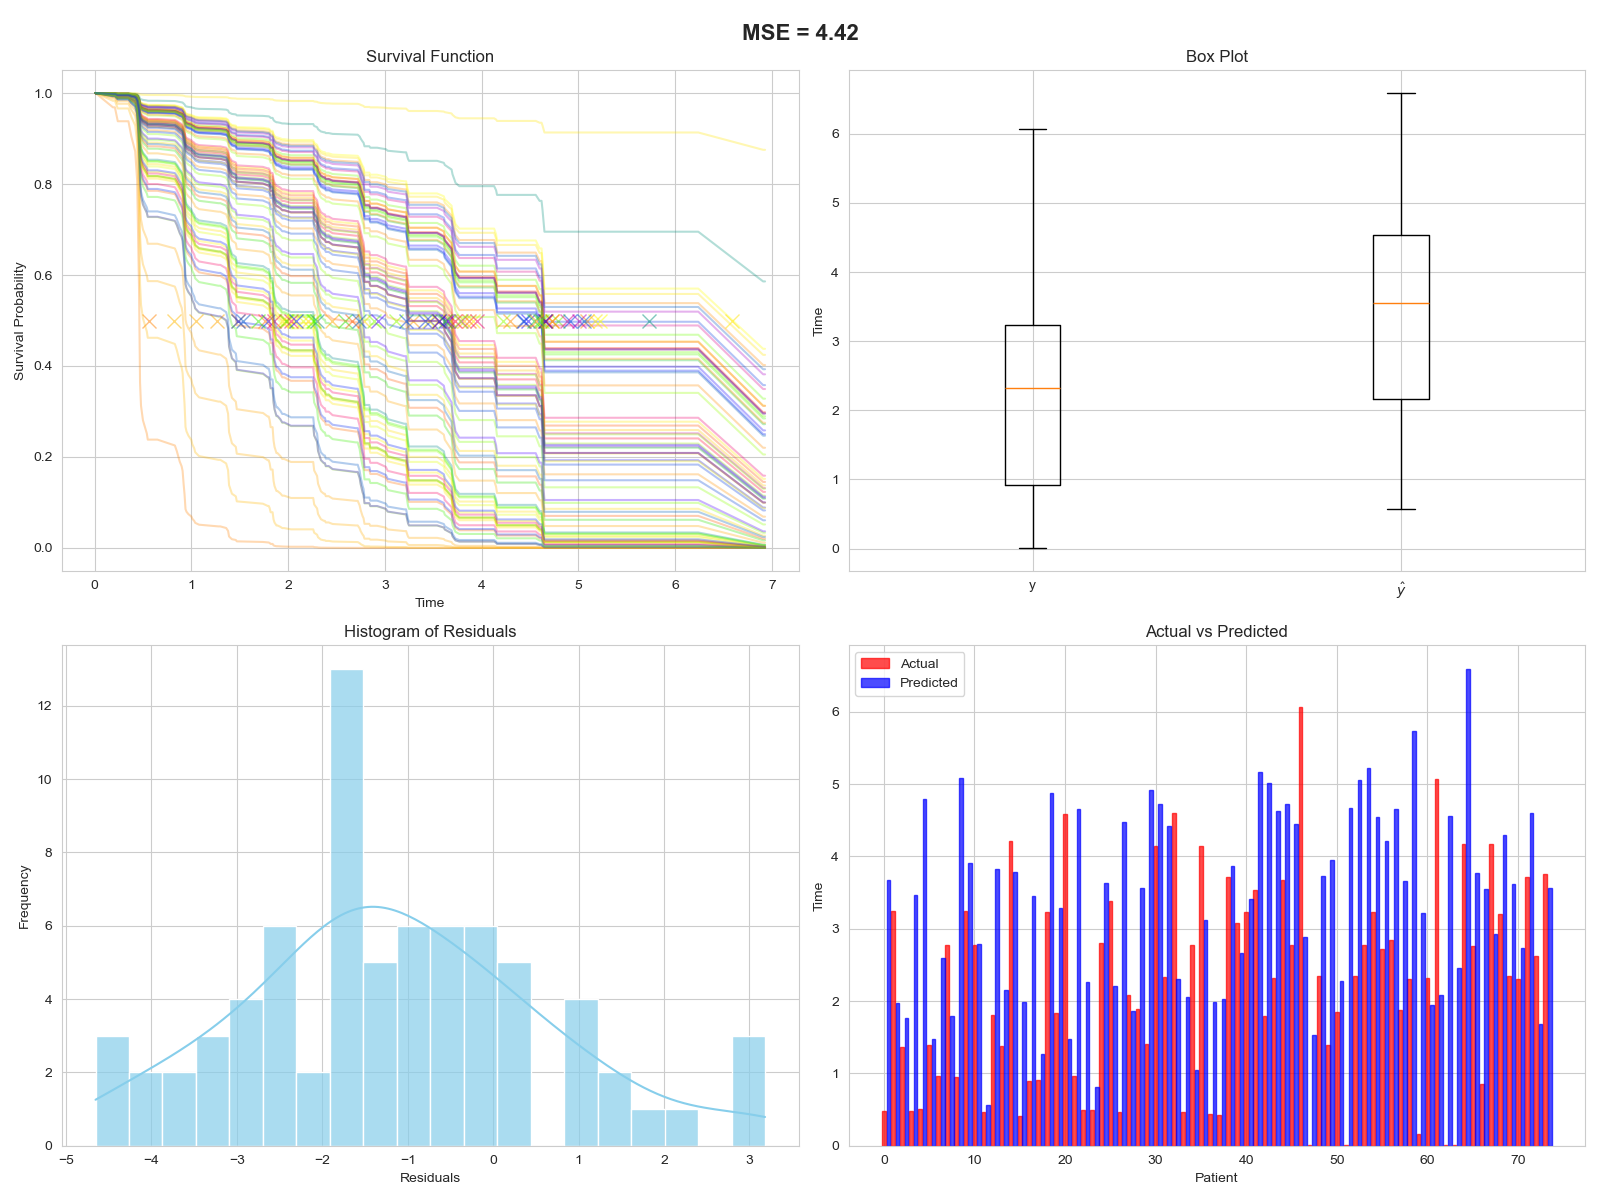 MSE = 4.42
Survival Function
Survival Probability
1.0
0.8
0.6
0.4
0.2
0.0
0 1 2 3 4 5 6 7
Time
Box Plot
Time
6
5
4
3
2
1
0
y ŷ
Histogram of Residuals
Frequency
12
10
8
6
4
2
0
−5 −4 −3 −2 −1 0 1 2 3
Residuals
Actual vs Predicted
Actual
Predicted
Time
6
5
4
3
2
1
0
0 10 20 30 40 50 60 70
Patient